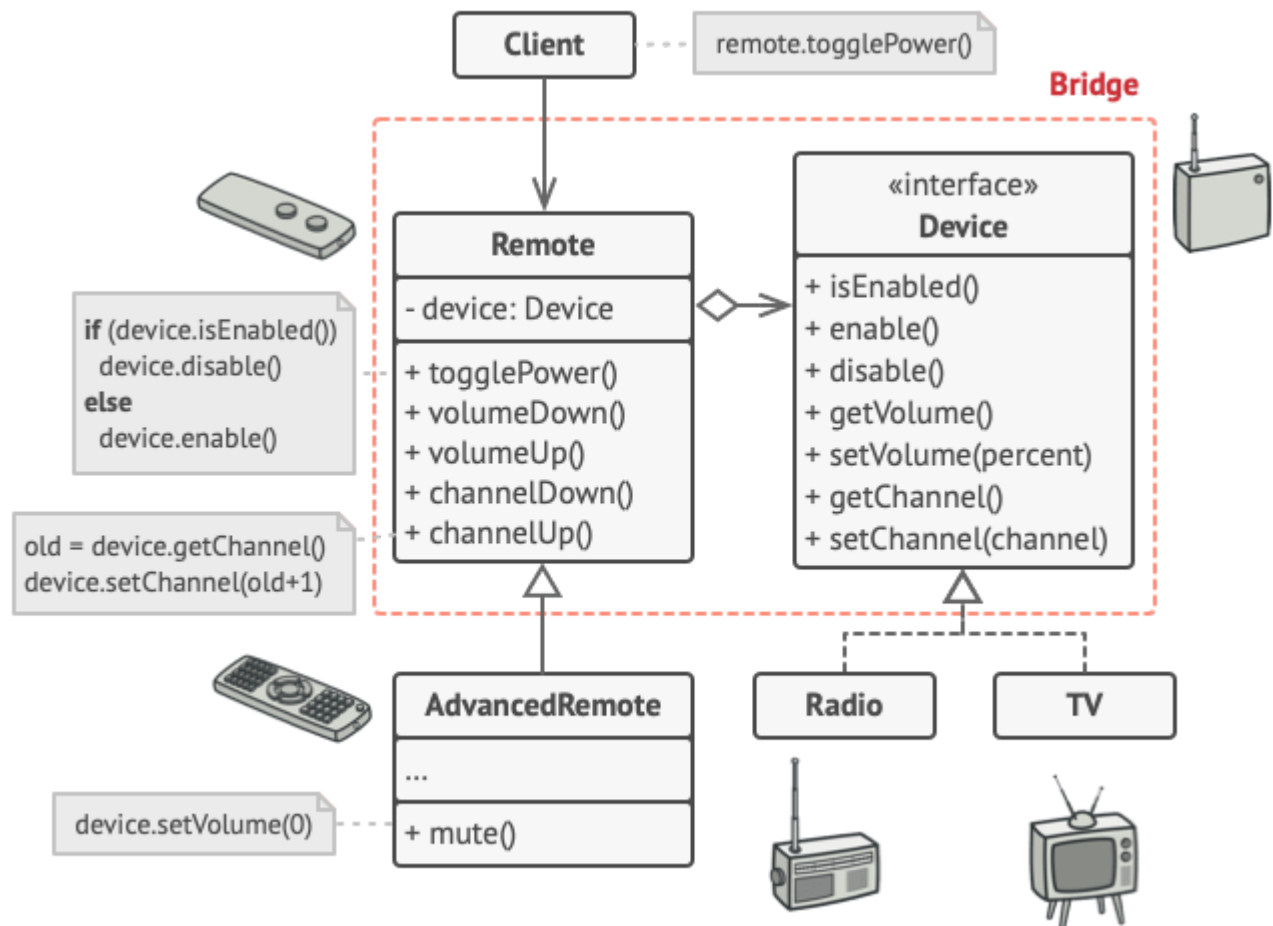 Client
remote.togglePower()
Bridge
«interface»
Device
+ isEnabled()
+ enable()
+ disable()
+ getVolume()
+ setVolume(percent)
+ getChannel()
+ setChannel(channel)
Remote
- device: Device
+ togglePower()
+ volumeDown()
+ volumeUp()
+ channelDown()
+ channelUp()
if (device.isEnabled())
device.disable()
else
device.enable()
old = device.getChannel()
device.setChannel(old+1)
AdvancedRemote
...
+ mute()
device.setVolume(0)
Radio
TV